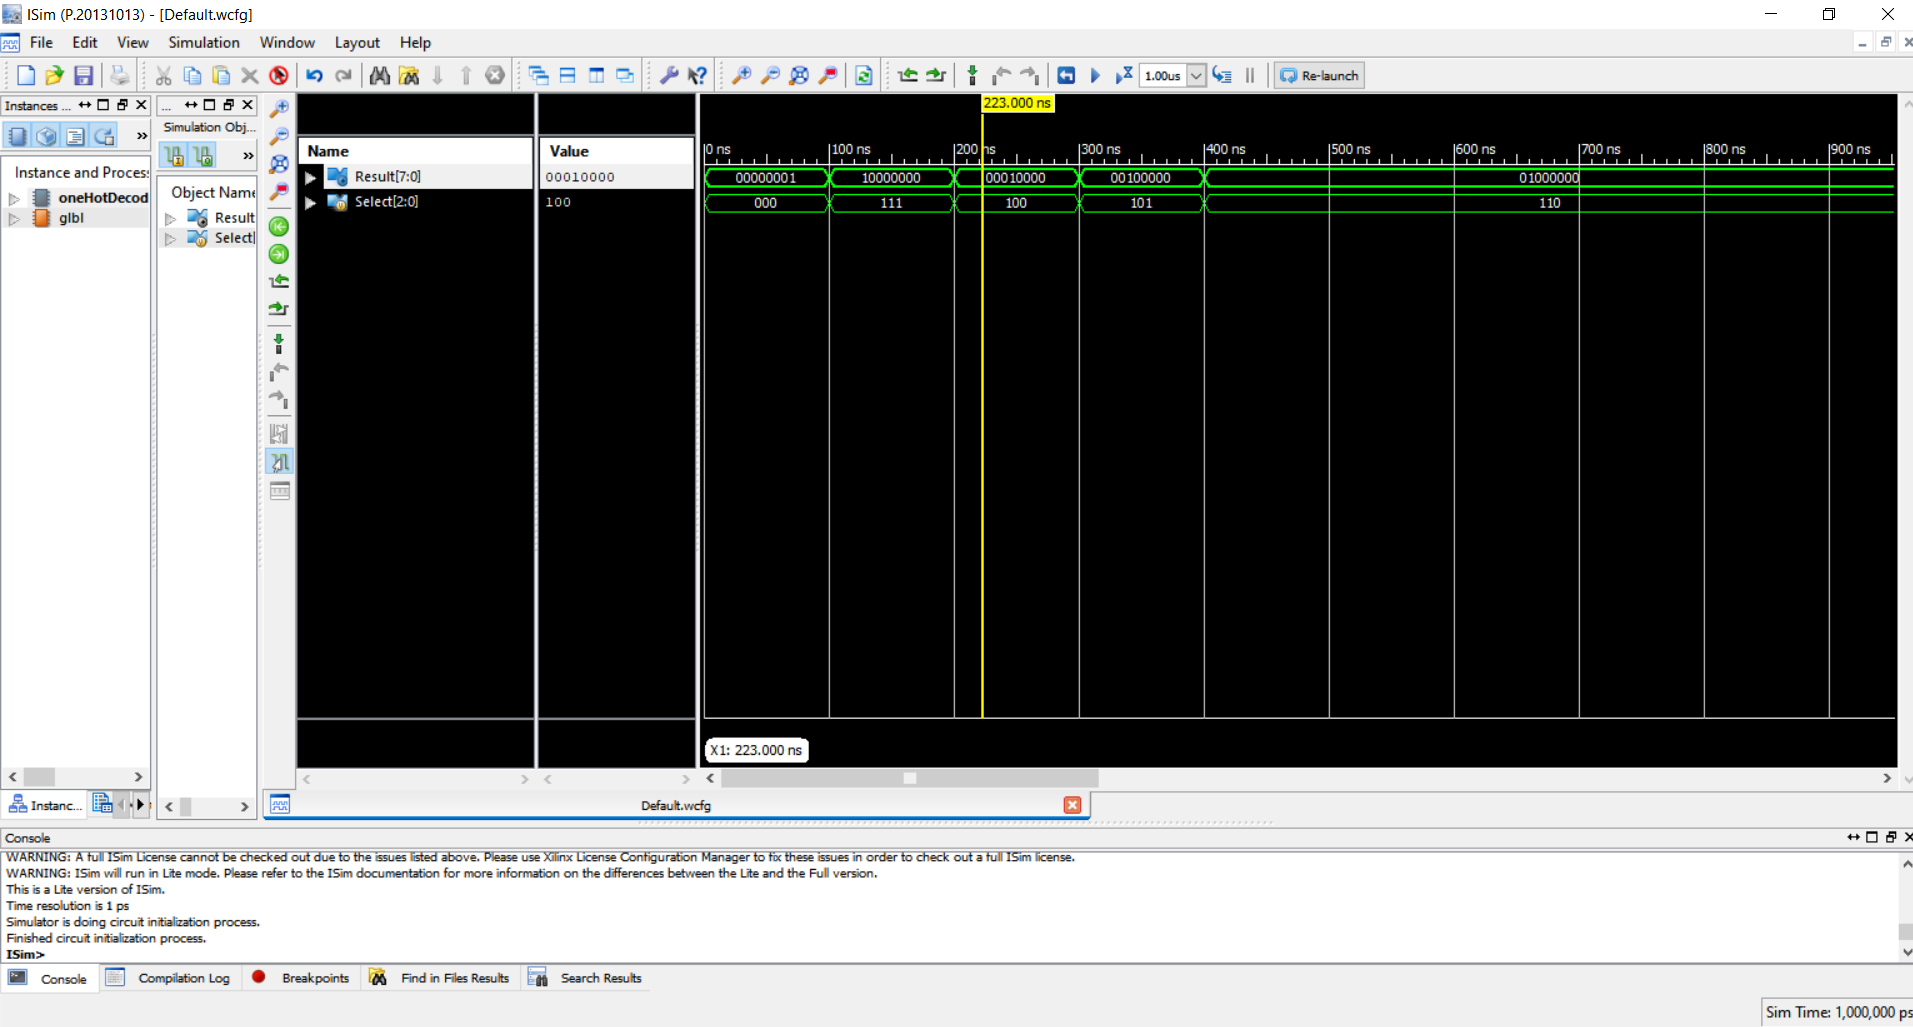 ISim (P.20131013) - [Default.wcfg]
File Edit View Simulation Window Layout Help
1.00us Re-launch
Instances ...
...
Simulation Obj...
Instance and Process
oneHotDecod
glbl
Object Name
Result
Select[
Name Value
Result[7:0] 00010000
Select[2:0] 100
223.000 ns
0 ns 100 ns 200 ns 300 ns 400 ns 500 ns 600 ns 700 ns 800 ns 900 ns
00000001 10000000 00010000 00100000 01000000
000 111 100 101 110
X1: 223.000 ns
Instanc...
Default.wcfg
Console
WARNING: A full ISim License cannot be checked out due to the issues listed above. Please use Xilinx License Configuration Manager to fix these issues in order to check out a full ISim license.
WARNING: ISim will run in Lite mode. Please refer to the ISim documentation for more information on the differences between the Lite and the Full version.
This is a Lite version of ISim.
Time resolution is 1 ps
Simulator is doing circuit initialization process.
Finished circuit initialization process.
ISim>
Console Compilation Log Breakpoints Find in Files Results Search Results
Sim Time: 1,000,000 ps